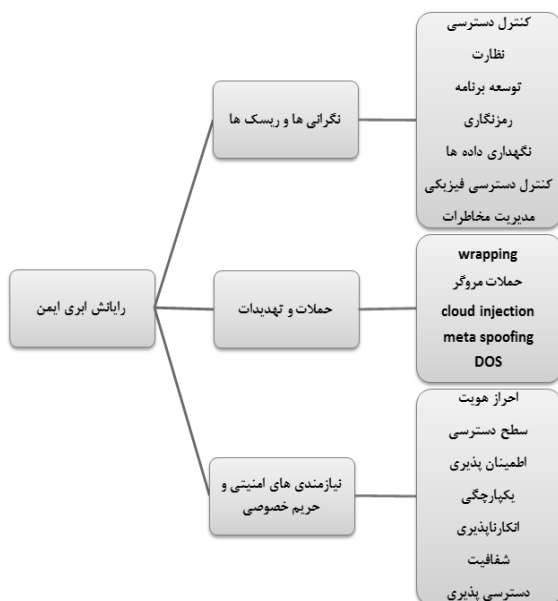 رایانش ابری ایمن
نگرانی ها و ریسک ها
کنترل دسترسی
نظارت
توسعه برنامه
رمزنگاری
نگهداری داده ها
کنترل دسترسی فیزیکی
مدیریت مخاطرات
حملات و تهدیدات
wrapping
حملات مروگر
cloud injection
meta spoofing
DOS
نیازمندی های امنیتی و
حریم خصوصی
احراز هویت
سطح دسترسی
اطمینان پذیری
یکپارچگی
انکارناپذیری
شفافیت
دسترسی پذیری